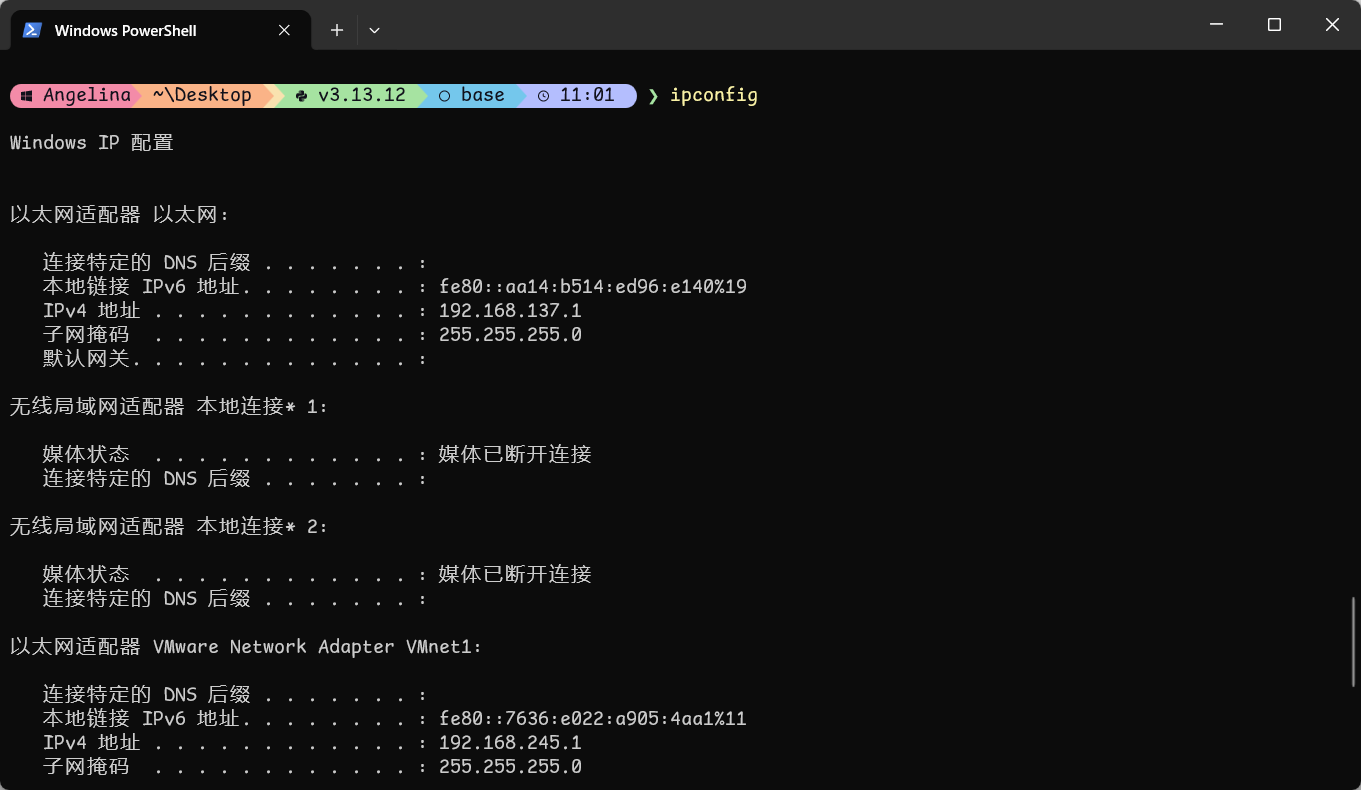 Windows PowerShell
Angelina ~\Desktop v3.13.12 base 11:01 ❯ ipconfig
Windows IP 配置
以太网适配器 以太网:
连接特定的 DNS 后缀 . . . . . . . :
本地链接 IPv6 地址. . . . . . . . : fe80::aa14:b514:ed96:e140%19
IPv4 地址 . . . . . . . . . . . . : 192.168.137.1
子网掩码  . . . . . . . . . . . . : 255.255.255.0
默认网关. . . . . . . . . . . . . :
无线局域网适配器 本地连接* 1:
媒体状态  . . . . . . . . . . . . : 媒体已断开连接
连接特定的 DNS 后缀 . . . . . . . :
无线局域网适配器 本地连接* 2:
媒体状态  . . . . . . . . . . . . : 媒体已断开连接
连接特定的 DNS 后缀 . . . . . . . :
以太网适配器 VMware Network Adapter VMnet1:
连接特定的 DNS 后缀 . . . . . . . :
本地链接 IPv6 地址. . . . . . . . : fe80::7636:e022:a905:4aa1%11
IPv4 地址 . . . . . . . . . . . . : 192.168.245.1
子网掩码  . . . . . . . . . . . . : 255.255.255.0